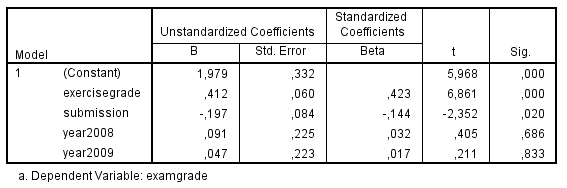 Unstandardized Coefficients Standardized Coefficients
Model B Std. Error Beta t Sig.
1 (Constant) 1,979 ,332 5,968 ,000
exercisegrade ,412 ,060 ,423 6,861 ,000
submission -,197 ,084 -,144 -2,352 ,020
year2008 ,091 ,225 ,032 ,405 ,686
year2009 ,047 ,223 ,017 ,211 ,833
a. Dependent Variable: examgrade